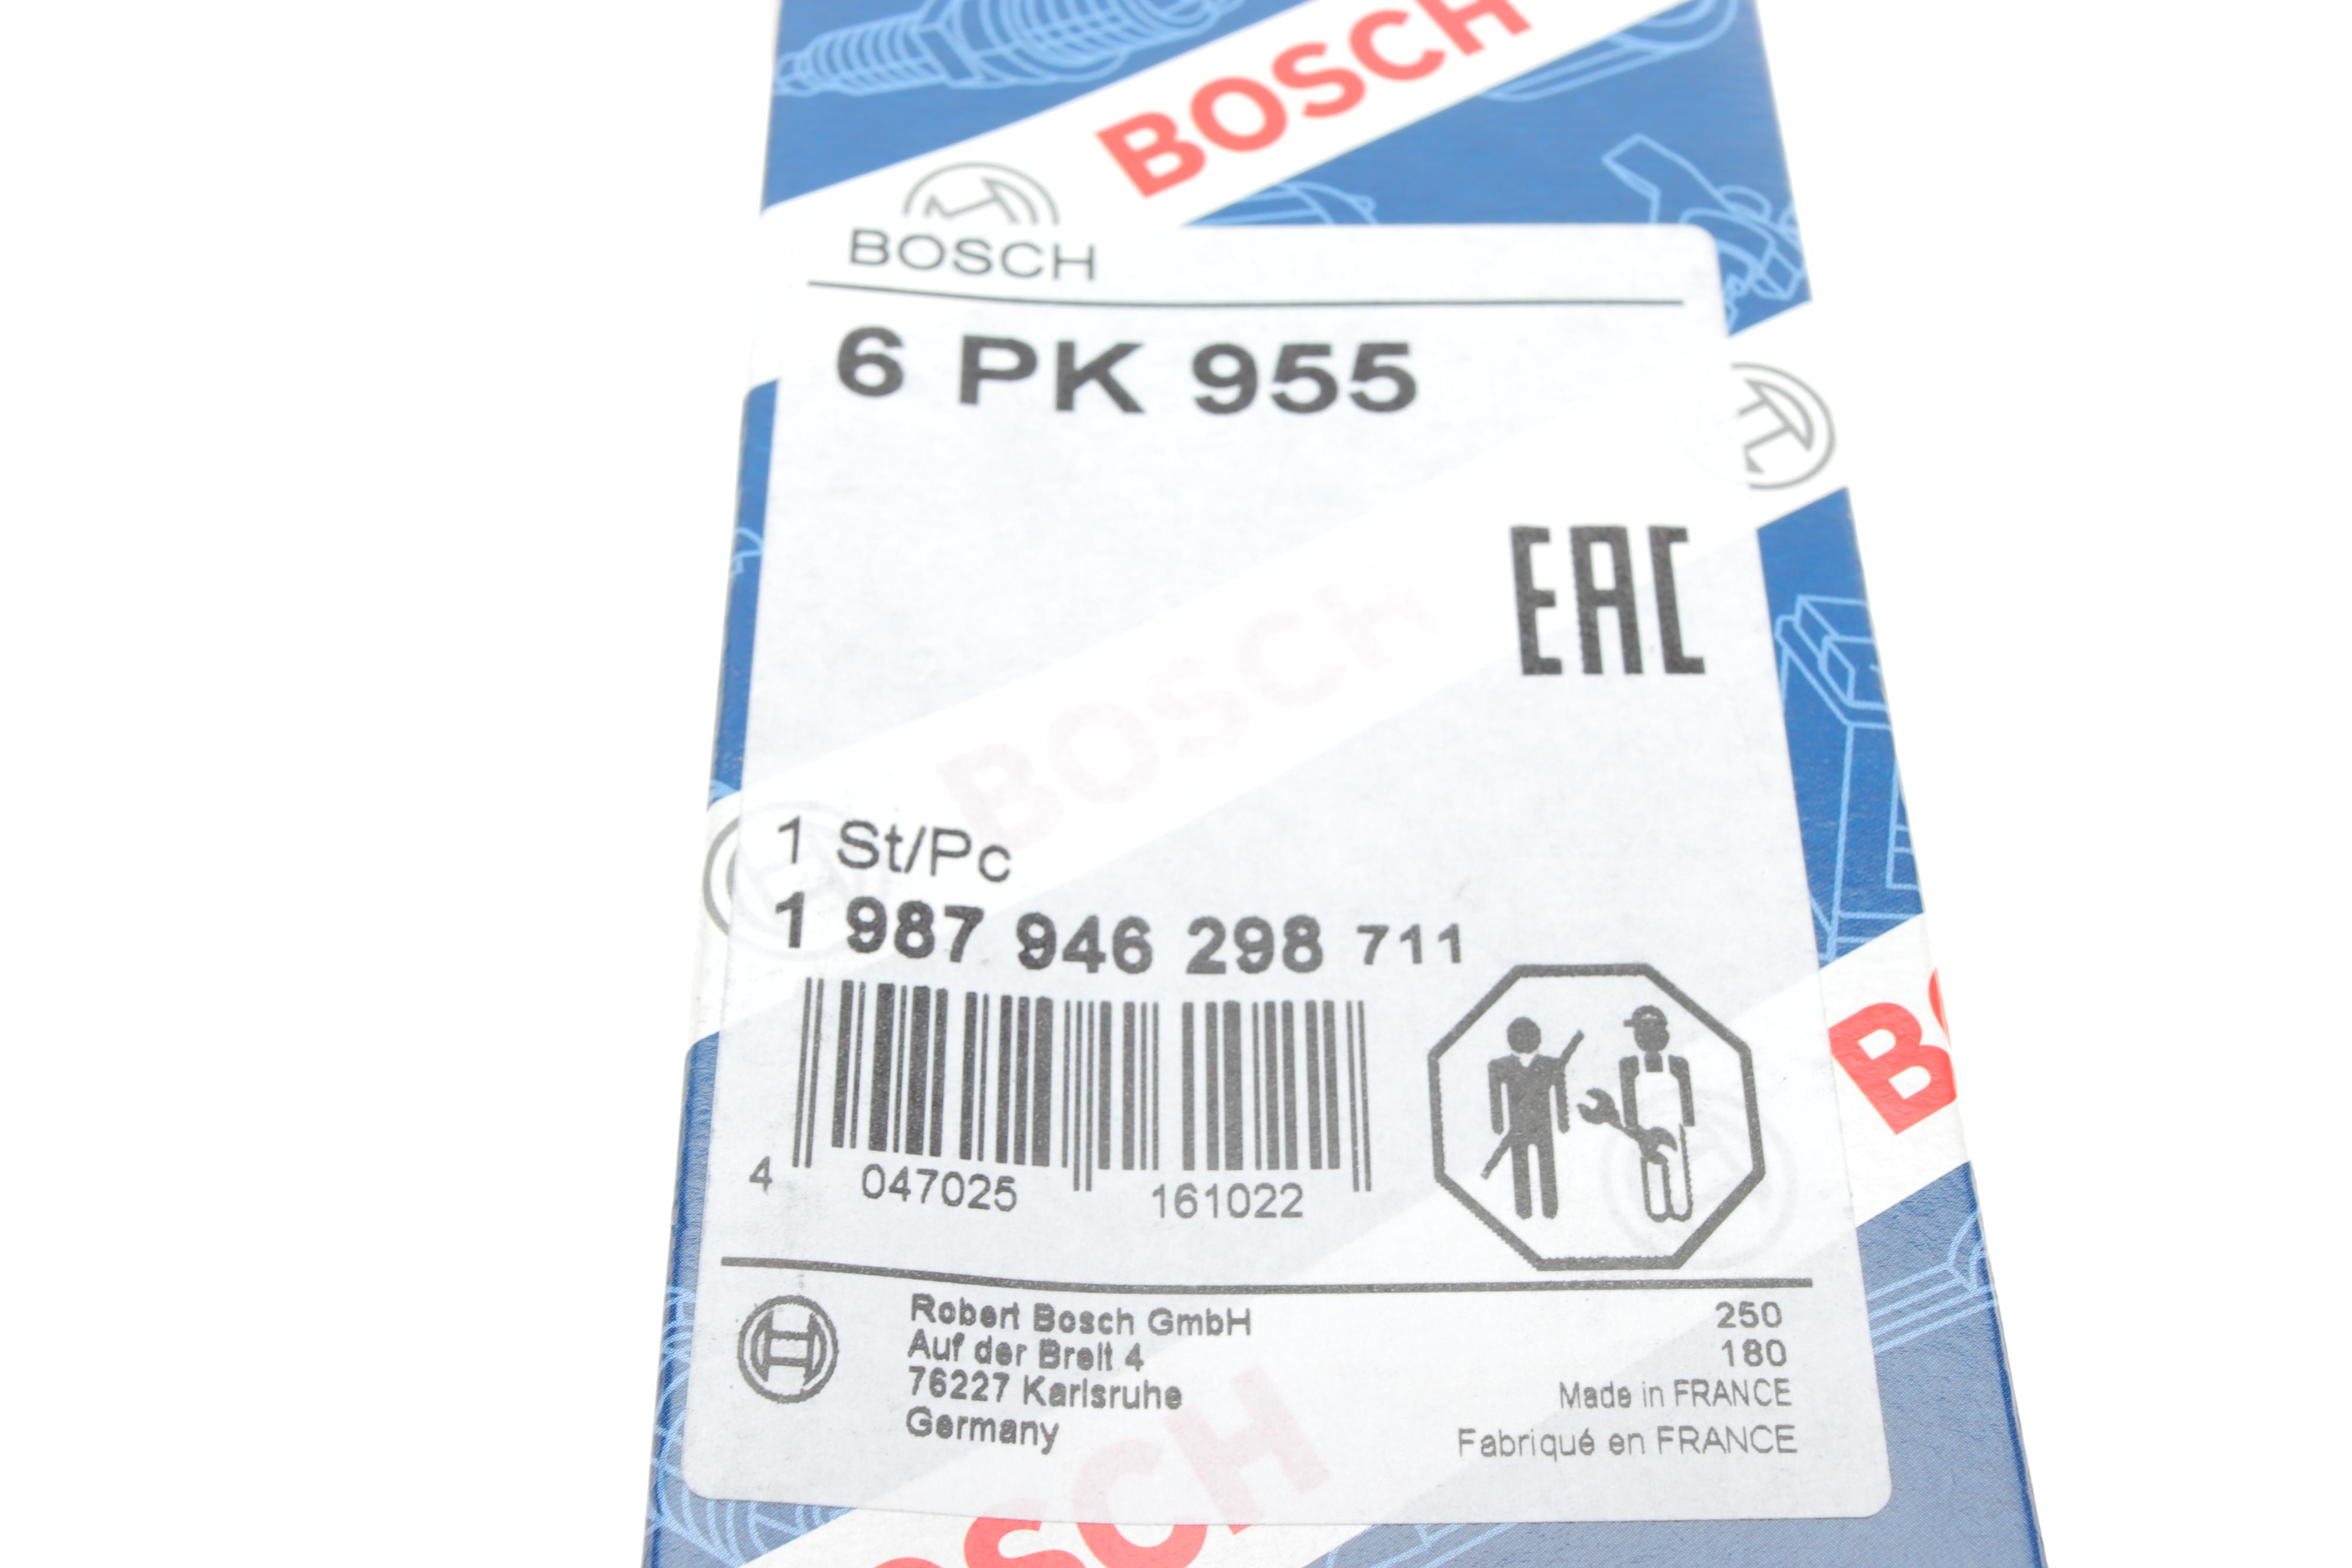 BOSCH
BOSCH
6 PK 955
EAC
BOSCH
1 St/Pc
1 987 946 298 711
4 047025 161022
B
Robert Bosch GmbH
Auf der Breit 4
76227 Karlsruhe
Germany
250
180
Made in FRANCE
Fabriqué en FRANCE
OSCH